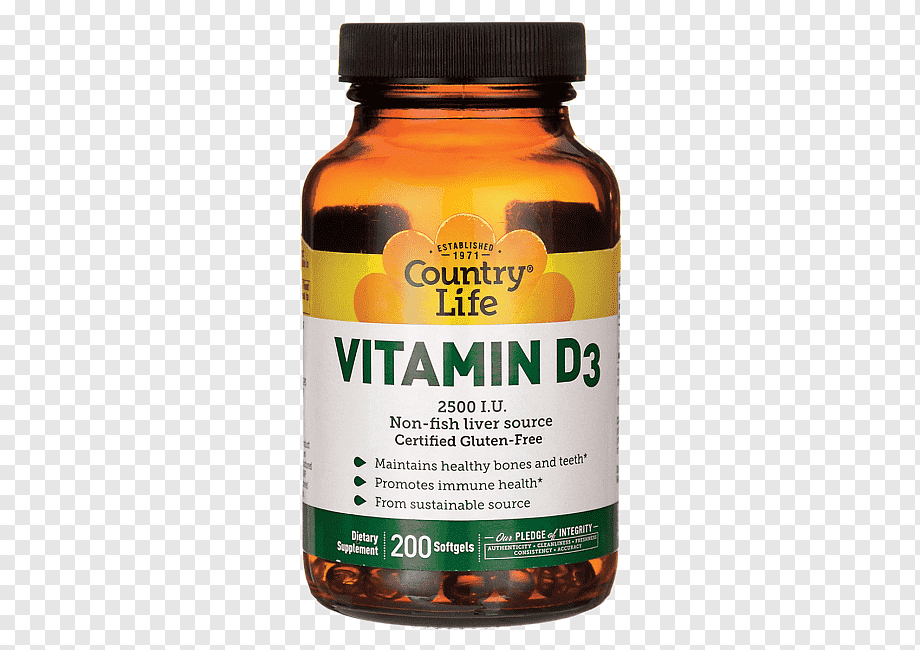 • ESTABLISHED •
— 1971 —
Country®
Life
VITAMIN D3
2500 I.U.
Non-fish liver source
Certified Gluten-Free
Maintains healthy bones and teeth*
Promotes immune health*
From sustainable source
Dietary
Supplement
200 Softgels
Our PLEDGE of INTEGRITY
AUTHENTICITY • CLEANLINESS • FRESHNESS
CONSISTENCY • ACCURACY